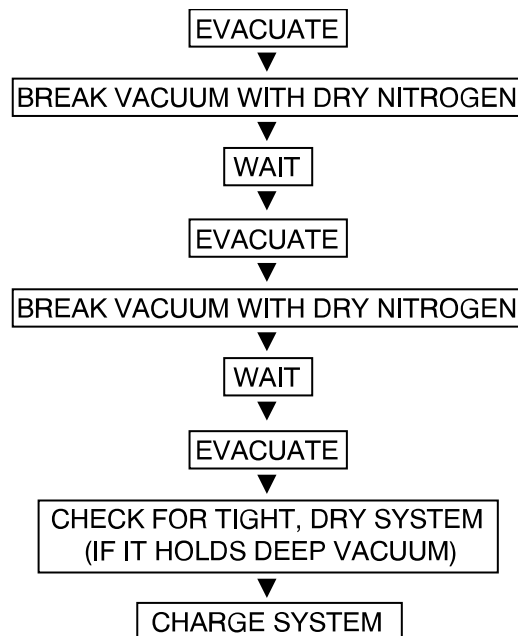 EVACUATE
BREAK VACUUM WITH DRY NITROGEN
WAIT
EVACUATE
BREAK VACUUM WITH DRY NITROGEN
WAIT
EVACUATE
CHECK FOR TIGHT, DRY SYSTEM
(IF IT HOLDS DEEP VACUUM)
CHARGE SYSTEM